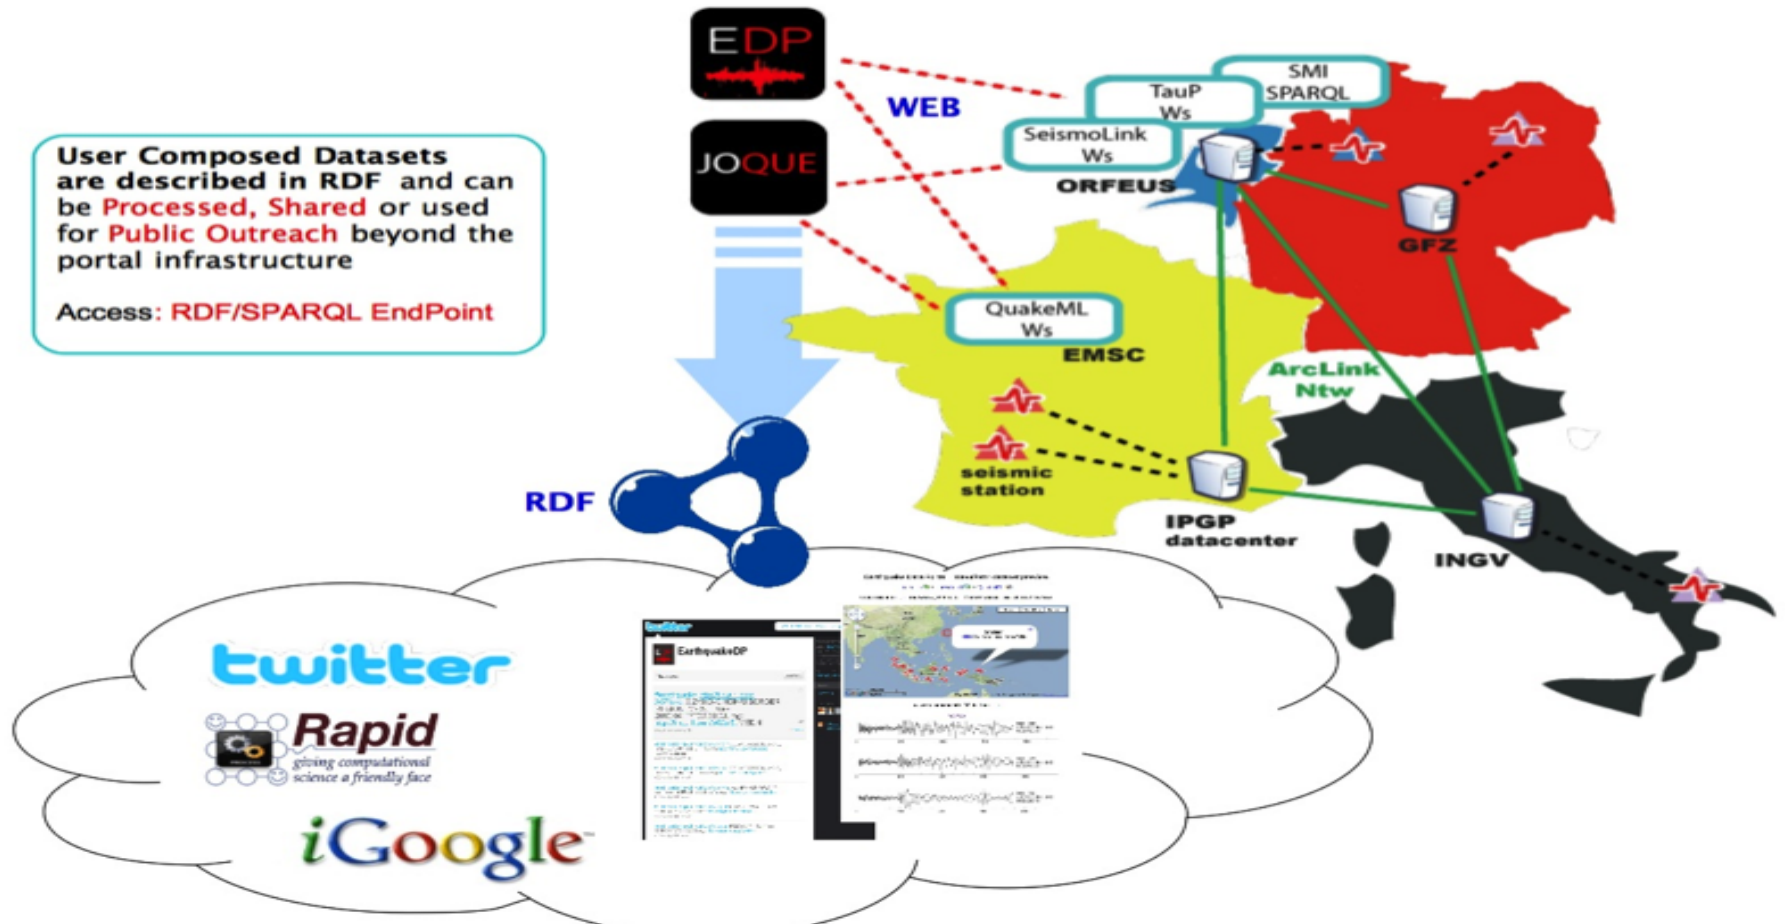 EDP
JOQUE
WEB
SMI
SPARQL
TauP
Ws
SeismoLink
Ws
ORFEUS
GFZ
User Composed Datasets
are described in RDF and can
be Processed, Shared or used
for Public Outreach beyond the
portal infrastructure
Access: RDF/SPARQL EndPoint
QuakeML
Ws
EMSC
ArcLink
Ntw
seismic
station
IPGP
datacenter
INGV
RDF
twitter
Rapid
giving computational
science a friendly face
PROCESS
iGoogle
twitter
EarthquakeDP